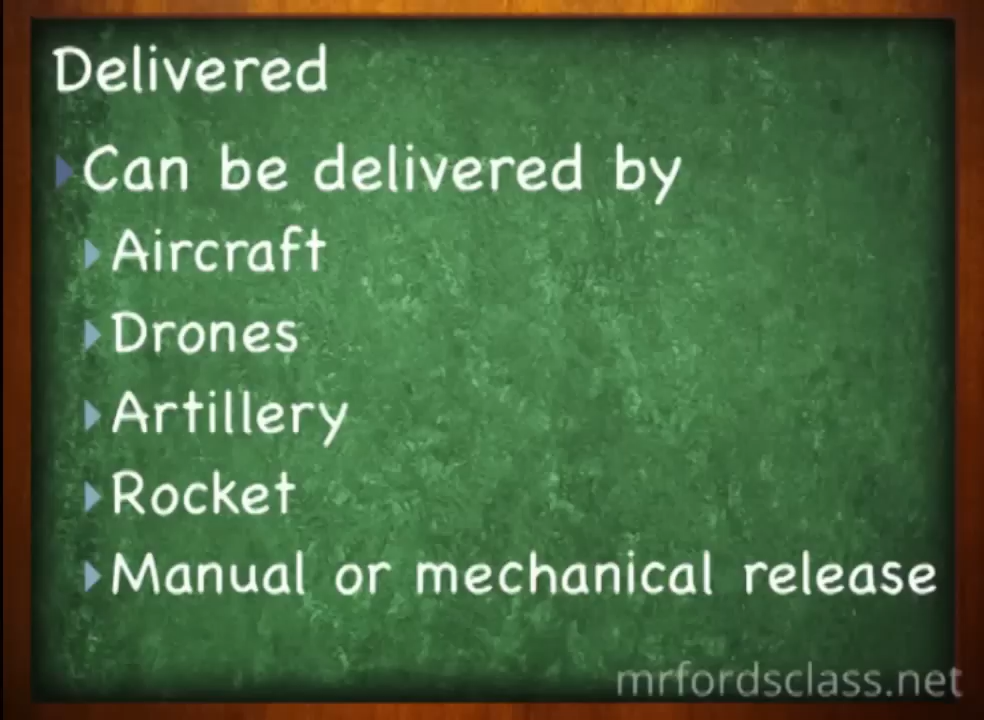 Delivered
Can be delivered by
Aircraft
Drones
Artillery
Rocket
Manual or mechanical release
mrfordsclass.net